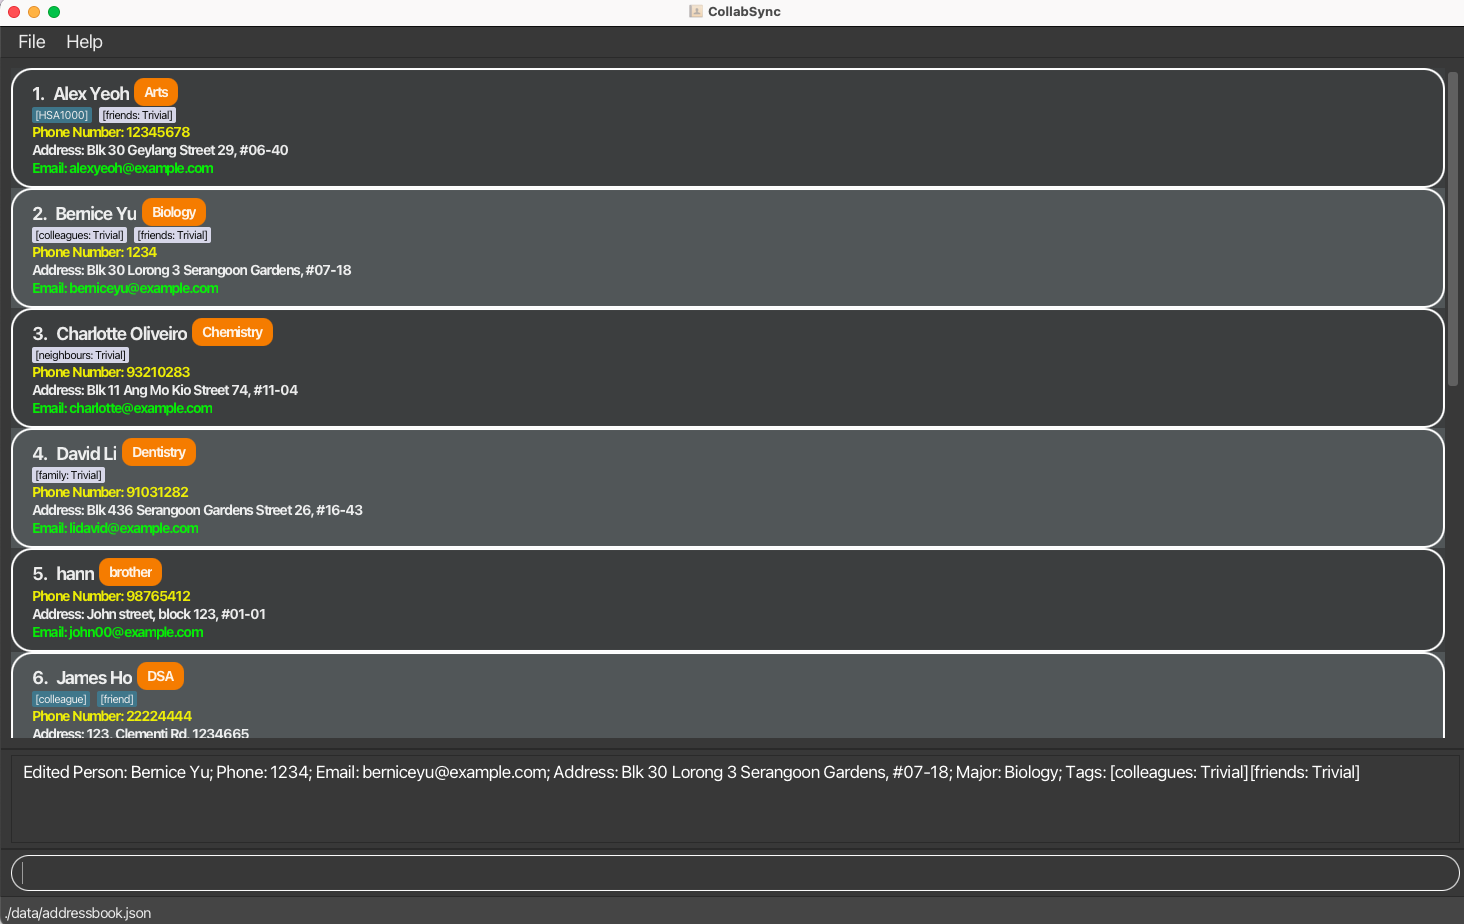 CollabSync
File Help
1. Alex Yeoh Arts
[HSA1000] [friends: Trivial]
Phone Number: 12345678
Address: Blk 30 Geylang Street 29, #06-40
Email: alexyeoh@example.com
2. Bernice Yu Biology
[colleagues: Trivial] [friends: Trivial]
Phone Number: 1234
Address: Blk 30 Lorong 3 Serangoon Gardens, #07-18
Email: berniceyu@example.com
3. Charlotte Oliveiro Chemistry
[neighbours: Trivial]
Phone Number: 93210283
Address: Blk 11 Ang Mo Kio Street 74, #11-04
Email: charlotte@example.com
4. David Li Dentistry
[family: Trivial]
Phone Number: 91031282
Address: Blk 436 Serangoon Gardens Street 26, #16-43
Email: lidavid@example.com
5. hann brother
Phone Number: 98765412
Address: John street, block 123, #01-01
Email: john00@example.com
6. James Ho DSA
[colleague] [friend]
Phone Number: 22224444
Address: 123, Clementi Rd, 1234665
Edited Person: Bernice Yu; Phone: 1234; Email: berniceyu@example.com; Address: Blk 30 Lorong 3 Serangoon Gardens, #07-18; Major: Biology; Tags: [colleagues: Trivial][friends: Trivial]
./data/addressbook.json